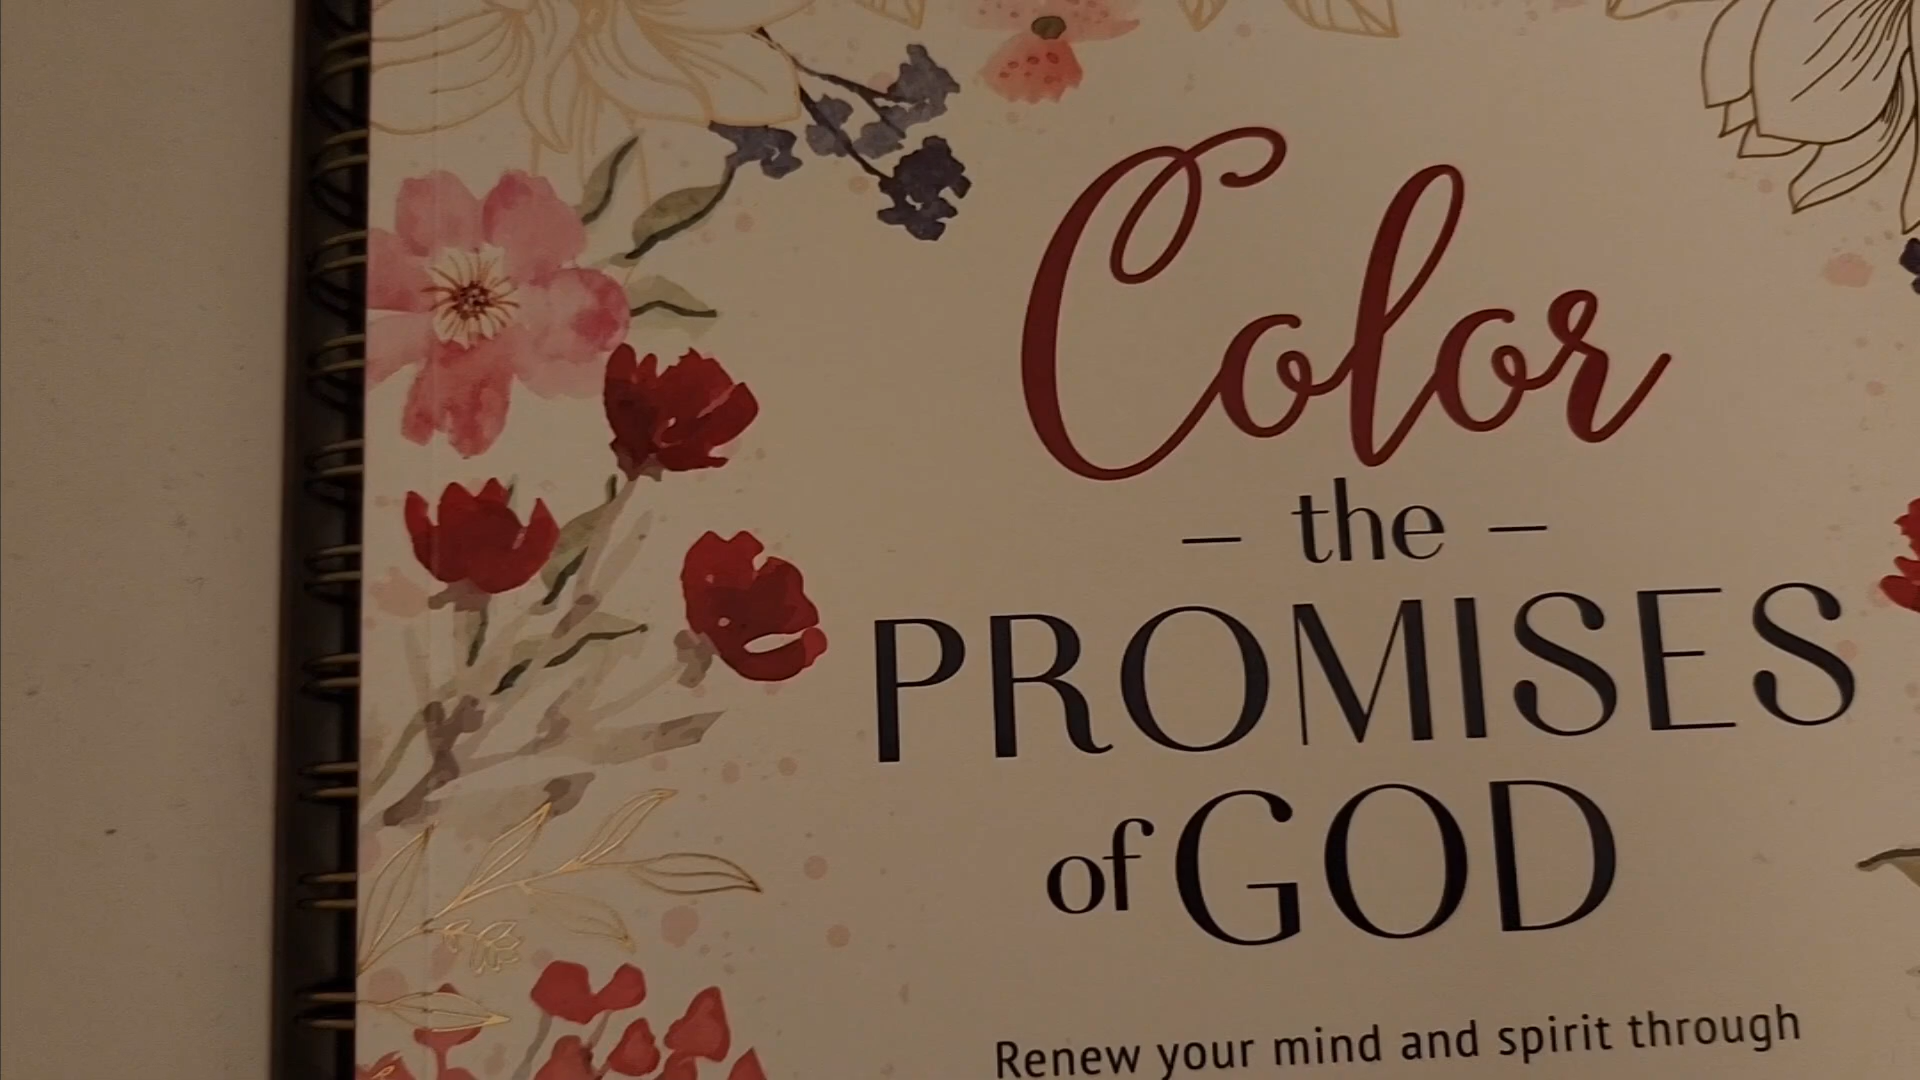 Color
– the –
PROMISES
of GOD
Renew your mind and spirit through